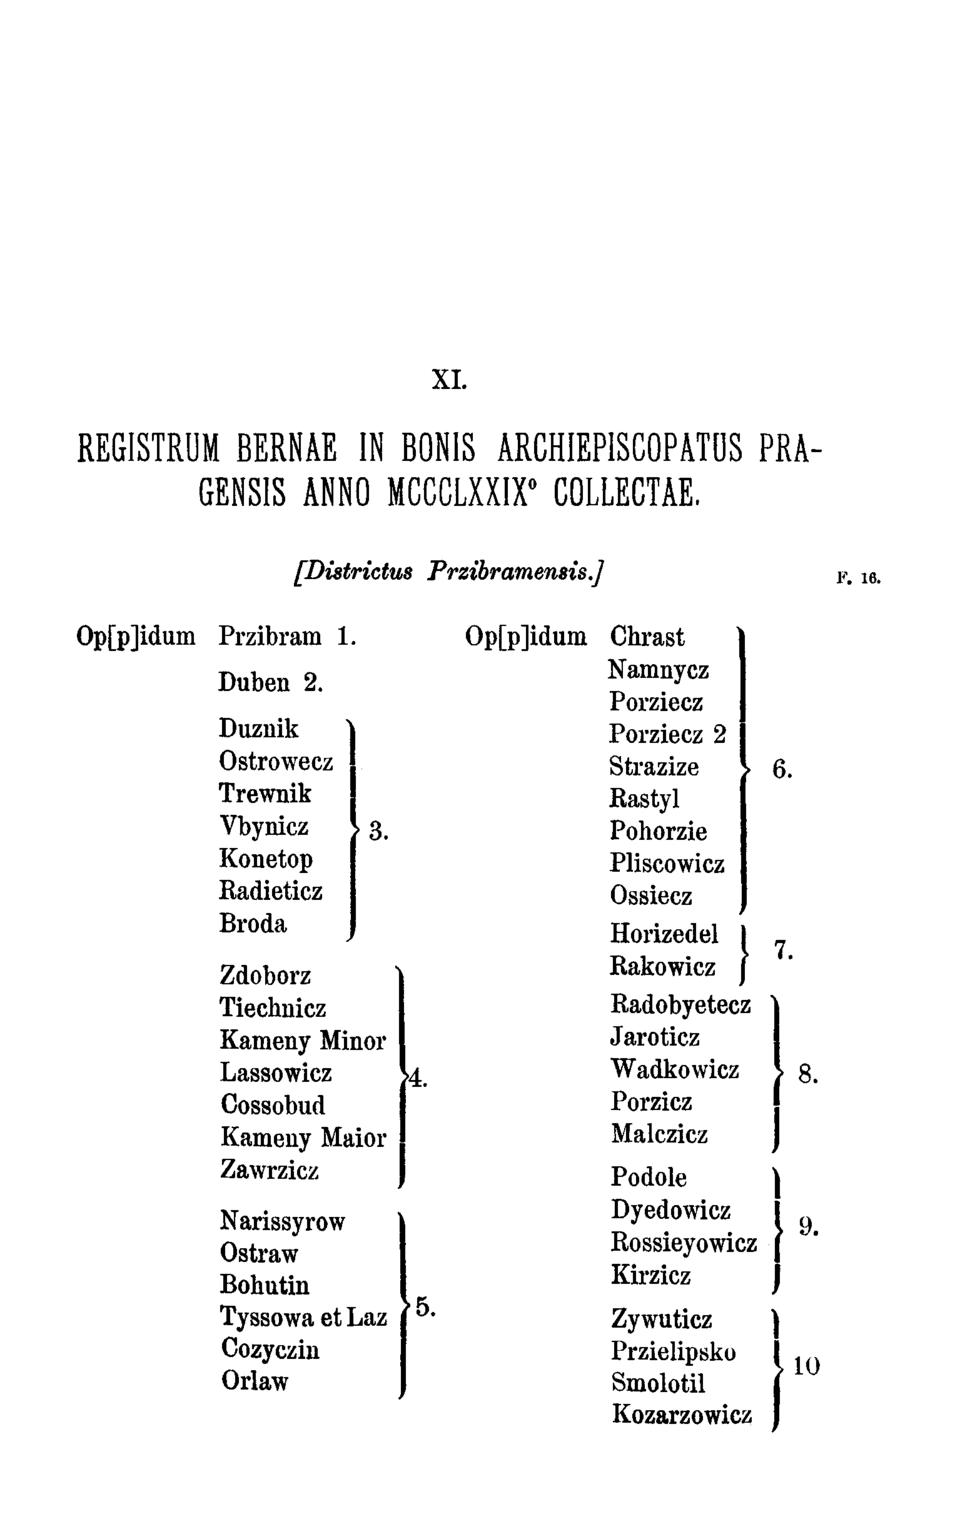 XI.
REGISTRUM BERNAE IN BONIS ARCHIEPISCOPATUS PRA-
GENSIS ANNO MCCCLXXIXº COLLECTAE.
[Districtus Przibramensis.]
F. 16.
Op[p]idum Przibram 1.
Duben 2.
Duznik
Ostrowecz
Trewnik
Vbynicz
3.
Konetop
Radieticz
Broda
Zdoborz
Tiechnicz
Kameny Minor
Lassowicz
4.
Cossobud
Kameny Maior
Zawrzicz
Narissyrow
Ostraw
Bohutin
5.
Tyssowa et Laz
Cozyczin
Orlaw
Op[p]idum Chrast
Namnycz
Porziecz
Porziecz 2
Strazize
6.
Rastyl
Pohorzie
Pliscowicz
Ossiecz
Horizedel
7.
Rakowicz
Radobyetecz
Jaroticz
Wadkowicz
8.
Porzicz
Malczicz
Podole
Dyedowicz
9.
Rossieyowicz
Kirzicz
Zywuticz
Przielipsko
10
Smolotil
Kozarzowicz